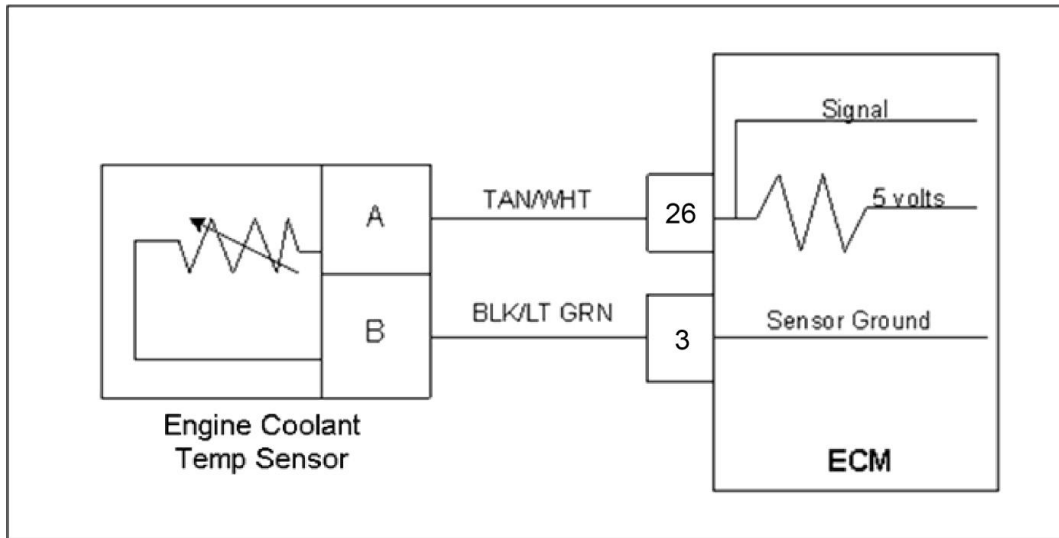 Signal
5 volts
A
TAN/WHT
26
B
BLK/LT GRN
3
Sensor Ground
Engine Coolant
Temp Sensor
ECM